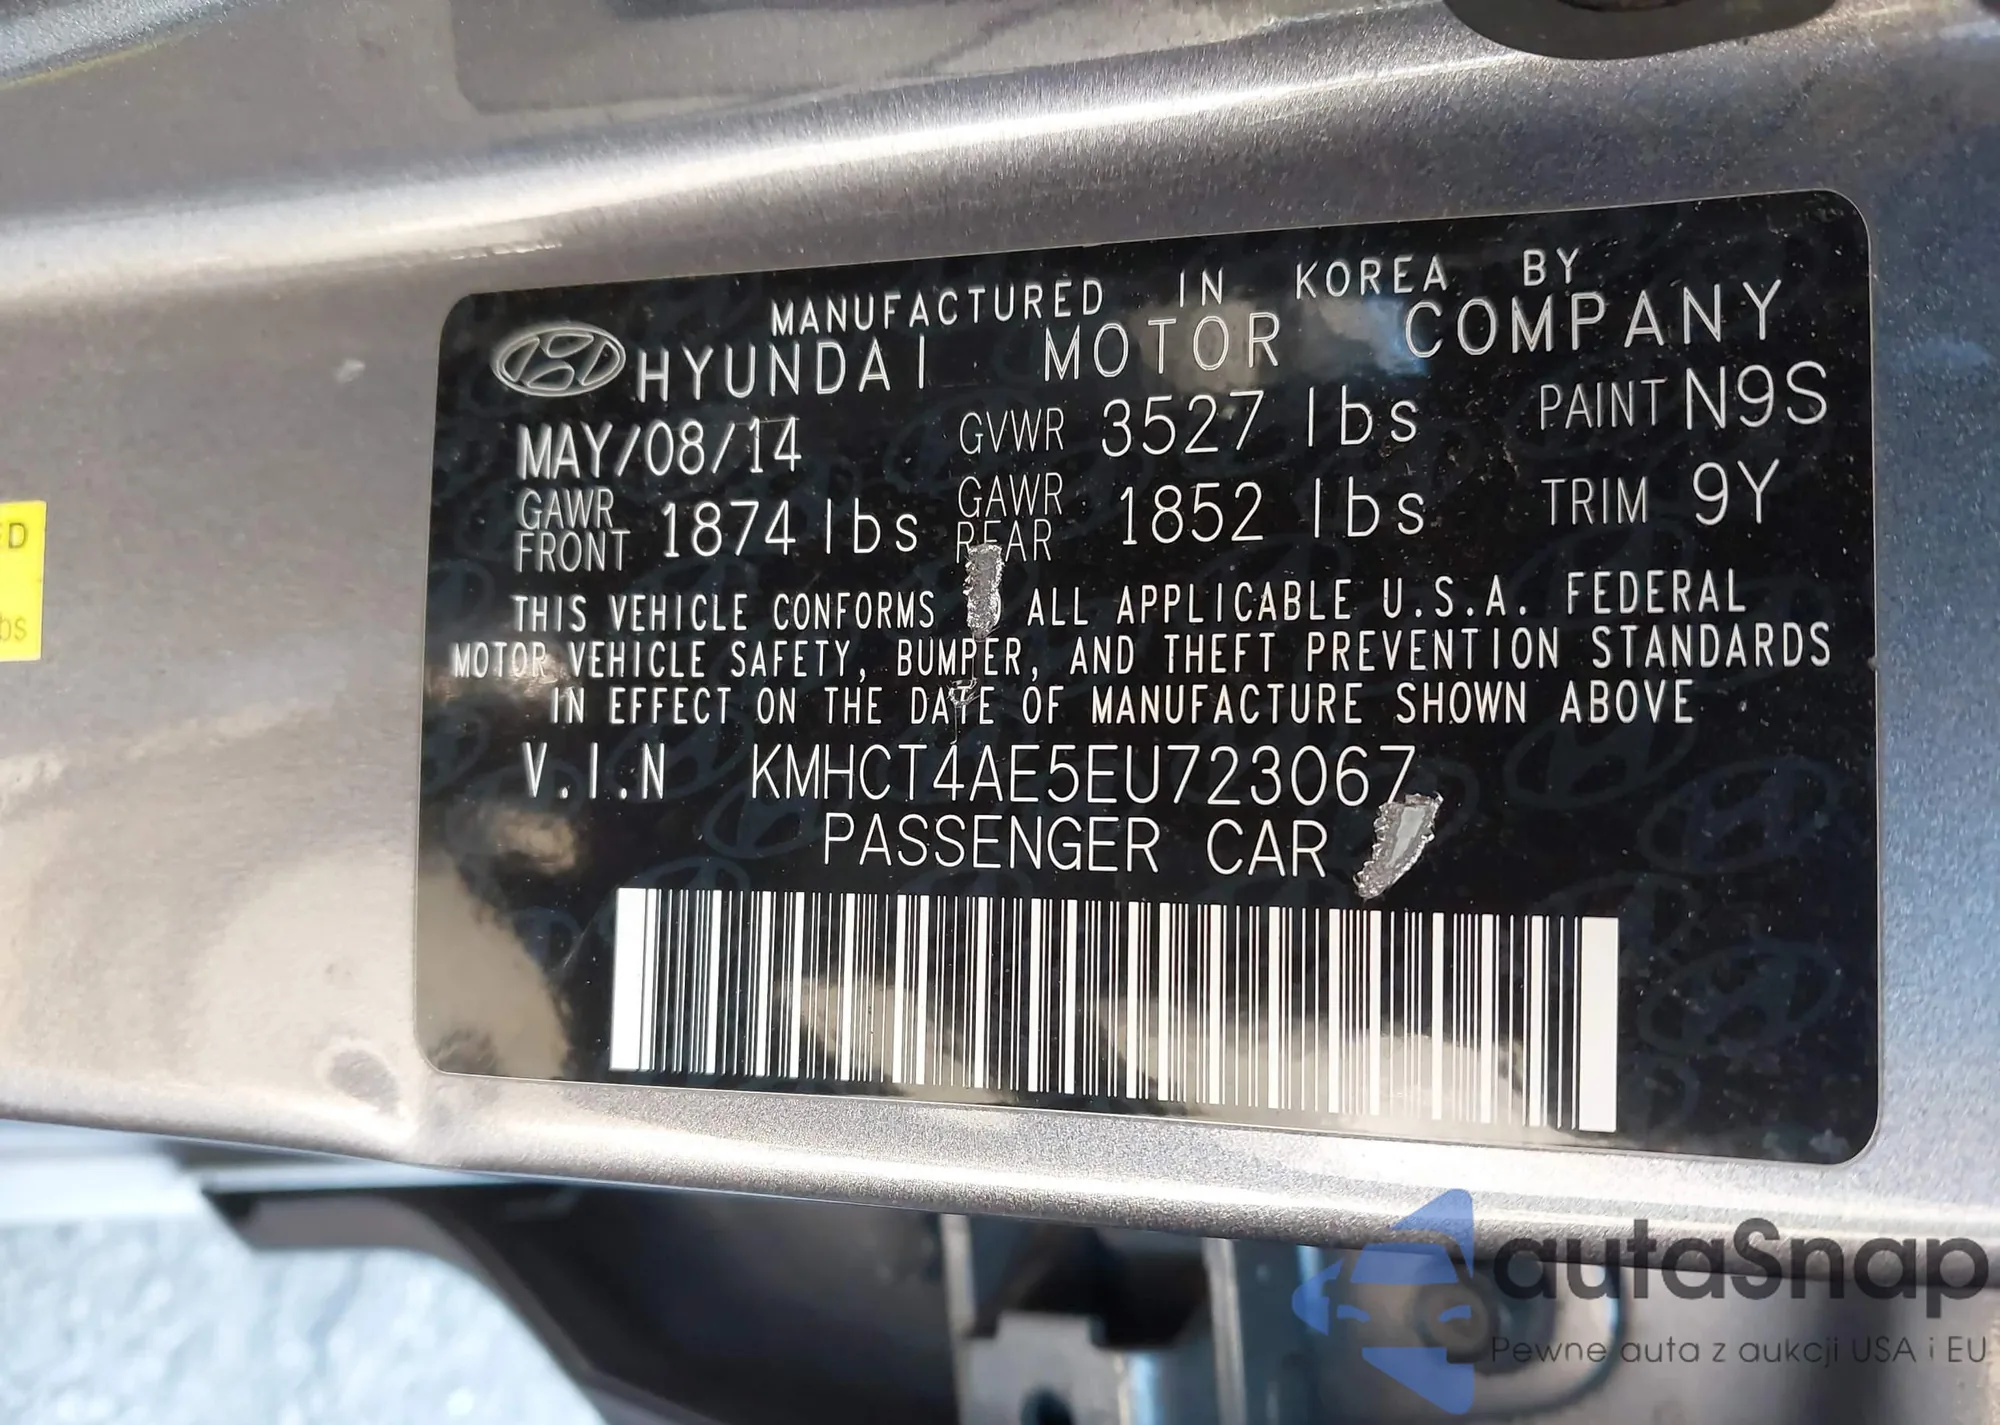 MANUFACTURED IN KOREA BY
HYUNDAI MOTOR COMPANY
MAY/08/14 GVWR 3527 lbs PAINT N9S
GAWR FRONT 1874 lbs GAWR REAR 1852 lbs TRIM 9Y
THIS VEHICLE CONFORMS ALL APPLICABLE U.S.A. FEDERAL
MOTOR VEHICLE SAFETY, BUMPER, AND THEFT PREVENTION STANDARDS
IN EFFECT ON THE DATE OF MANUFACTURE SHOWN ABOVE
V.I.N KMHCT4AE5EU723067
PASSENGER CAR
autaSnap
Pewne auta z aukcji USA i EU